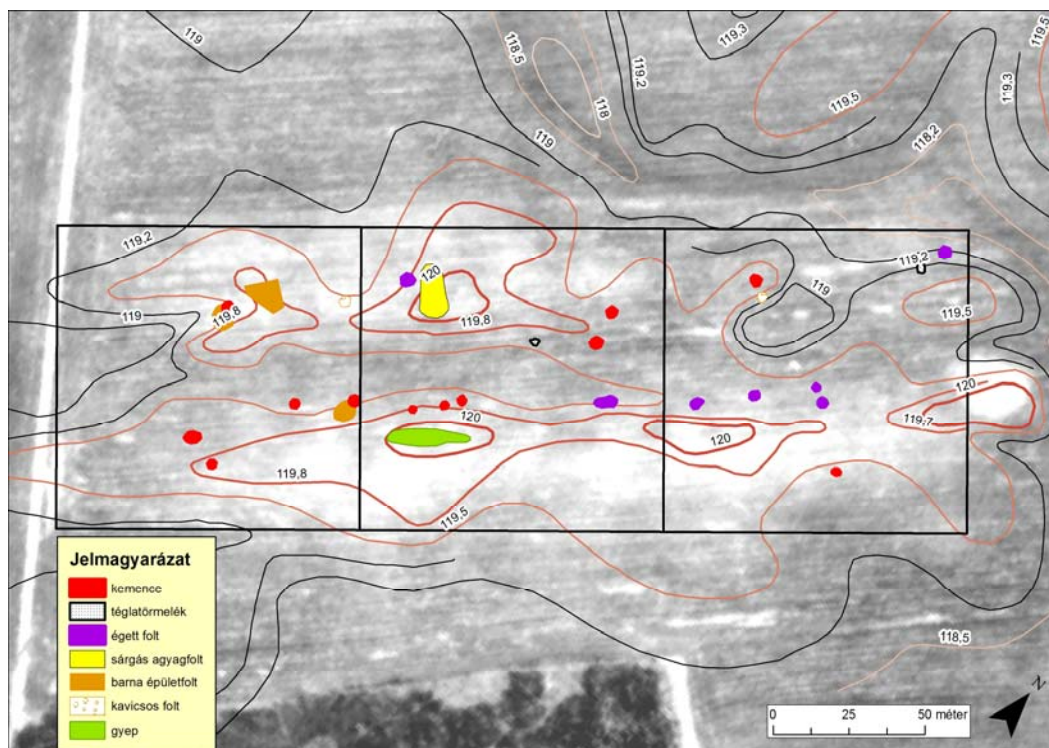 119
119,3
119,5
118,5
118
119,2
119,5
119,3
119
118,2
119,2
120
119,2
119
119,8
119,8
119,5
119
120
119,7
120
120
119,8
119,5
118,5
Jelmagyarázat
kemence
téglatörmelék
égett folt
sárgás agyagfolt
barna épületfolt
kavicsos folt
gyep
N
0 25 50 méter